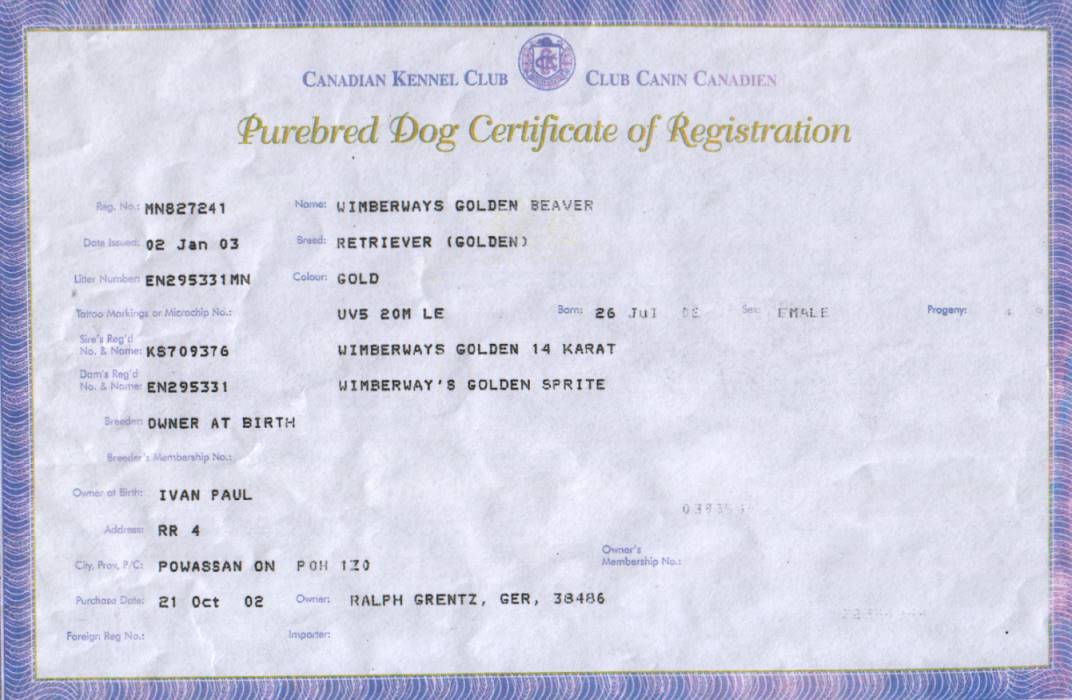 CANADIAN KENNEL CLUB CLUB CANIN CANADIEN
Purebred Dog Certificate of Registration
Reg. No.: MN827241 Name: WIMBERWAYS GOLDEN BEAVER
Date Issued: 02 Jan 03 Breed: RETRIEVER (GOLDEN)
Litter Number: EN295331MN Colour: GOLD
Tattoo Markings or Microchip No.: UV5 20M LE Born: 26 Jul 02 Sex: EMALE Progeny:
Sire's Reg'd
No. & Name: KS709376 WIMBERWAYS GOLDEN 14 KARAT
Dam's Reg'd
No. & Name: EN295331 WIMBERWAY'S GOLDEN SPRITE
Breeder: OWNER AT BIRTH
Breeder's Membership No.:
Owner at Birth: IVAN PAUL
Address: RR 4
City, Prov, P/C: POWASSAN ON POH 1Z0
Owner's
Membership No.:
Purchase Date: 21 Oct 02 Owner: RALPH GRENTZ, GER, 38486
Foreign Reg No.: Importer: